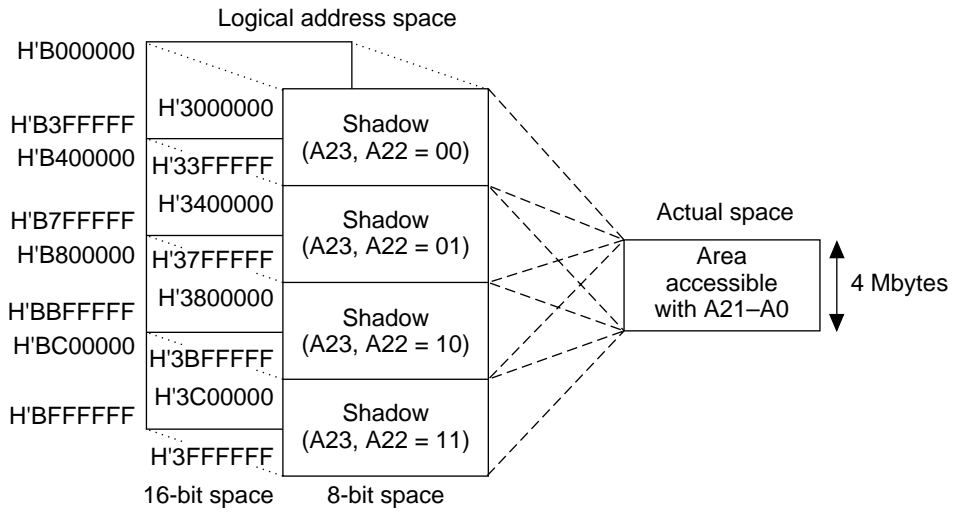 Logical address space
H'B000000
H'3000000
Shadow
(A23, A22 = 00)
H'B3FFFFF
H'B400000
H'33FFFFF
H'3400000
Shadow
(A23, A22 = 01)
H'B7FFFFF
H'B800000
H'37FFFFF
H'3800000
Shadow
(A23, A22 = 10)
H'BBFFFFF
H'BC00000
H'3BFFFFF
H'3C00000
Shadow
(A23, A22 = 11)
H'BFFFFFF
H'3FFFFFF
16-bit space
8-bit space
Actual space
Area
accessible
with A21–A0
4 Mbytes